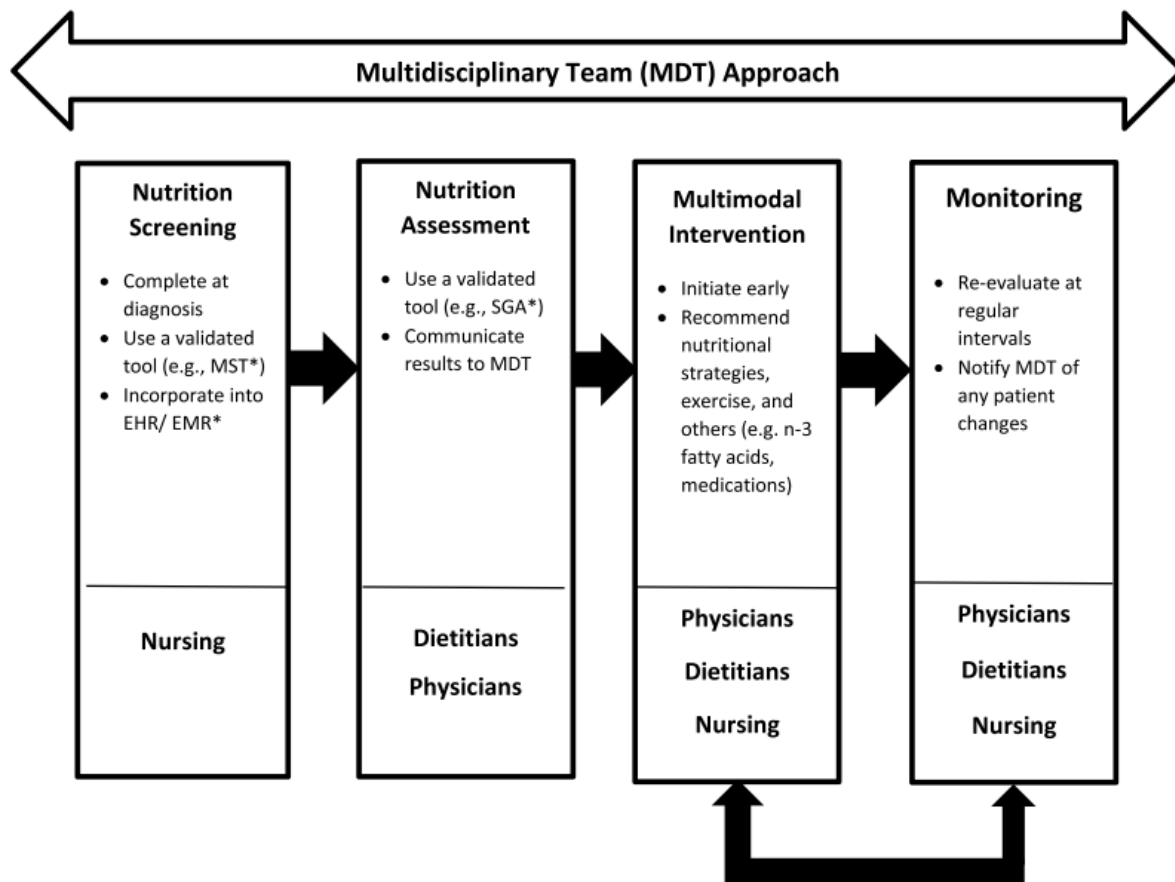 Multidisciplinary Team (MDT) Approach
Nutrition
Screening
• Complete at
diagnosis
• Use a validated
tool (e.g., MST*)
• Incorporate into
EHR/ EMR*
Nursing
Nutrition
Assessment
• Use a validated
tool (e.g., SGA*)
• Communicate
results to MDT
Dietitians
Physicians
Multimodal
Intervention
• Initiate early
• Recommend
nutritional
strategies,
exercise, and
others (e.g. n-3
fatty acids,
medications)
Physicians
Dietitians
Nursing
Monitoring
• Re-evaluate at
regular
intervals
• Notify MDT of
any patient
changes
Physicians
Dietitians
Nursing